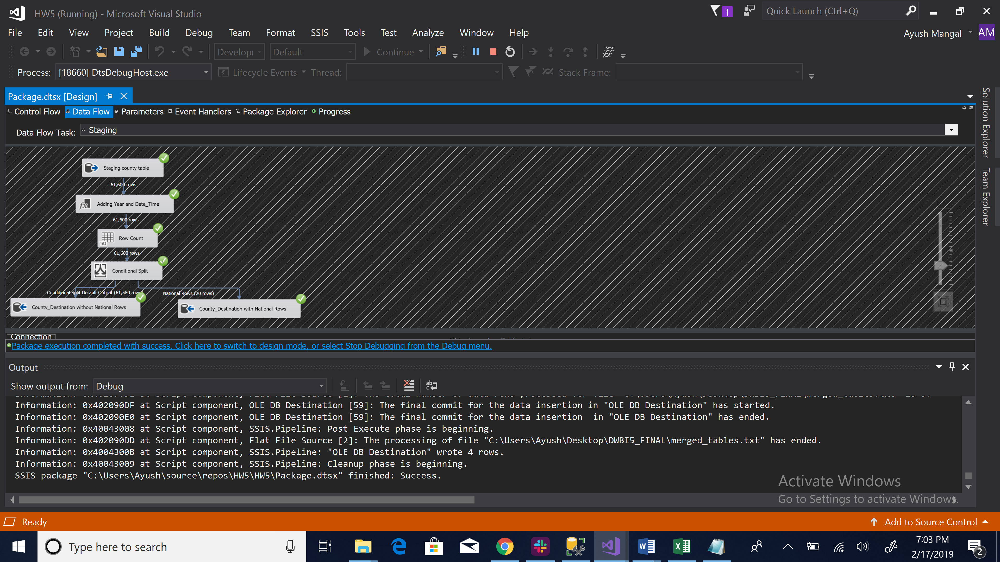 HW5 (Running) - Microsoft Visual Studio
1
Quick Launch (Ctrl+Q)
File Edit View Project Build Debug Team Format SSIS Tools Test Analyze Window Help
Ayush Mangal
AM
Develop
Default
Continue
Process: [18660] DtsDebugHost.exe
Lifecycle Events Thread:
Stack Frame:
Package.dtsx [Design]
Solution Explorer
Team Explorer
Control Flow Data Flow Parameters Event Handlers Package Explorer Progress
Data Flow Task: Staging
Staging county table
61,600 rows
Adding Year and Date_Time
61,600 rows
Row Count
123
61,600 rows
Conditional Split
Conditional Split Default Output (61,580 rows)
National Rows (20 rows)
County_Destination without National Rows
County_Destination with National Rows
Connection
Package execution completed with success. Click here to switch to design mode, or select Stop Debugging from the Debug menu.
Output
Show output from: Debug
Information: 0x402090DF at Script component, OLE DB Destination [59]: The final commit for the data insertion in "OLE DB Destination" has started.
Information: 0x402090E0 at Script component, OLE DB Destination [59]: The final commit for the data insertion  in "OLE DB Destination" has ended.
Information: 0x40043008 at Script component, SSIS.Pipeline: Post Execute phase is beginning.
Information: 0x402090DD at Script component, Flat File Source [2]: The processing of file "C:\Users\Ayush\Desktop\DWBI5_FINAL\merged_tables.txt" has ended.
Information: 0x4004300B at Script component, SSIS.Pipeline: "OLE DB Destination" wrote 4 rows.
Information: 0x40043009 at Script component, SSIS.Pipeline: Cleanup phase is beginning.
SSIS package "C:\Users\Ayush\source\repos\HW5\HW5\Package.dtsx" finished: Success.
Activate Windows
Go to Settings to activate Windows.
Ready
Add to Source Control
Type here to search
7:03 PM
2/17/2019
2